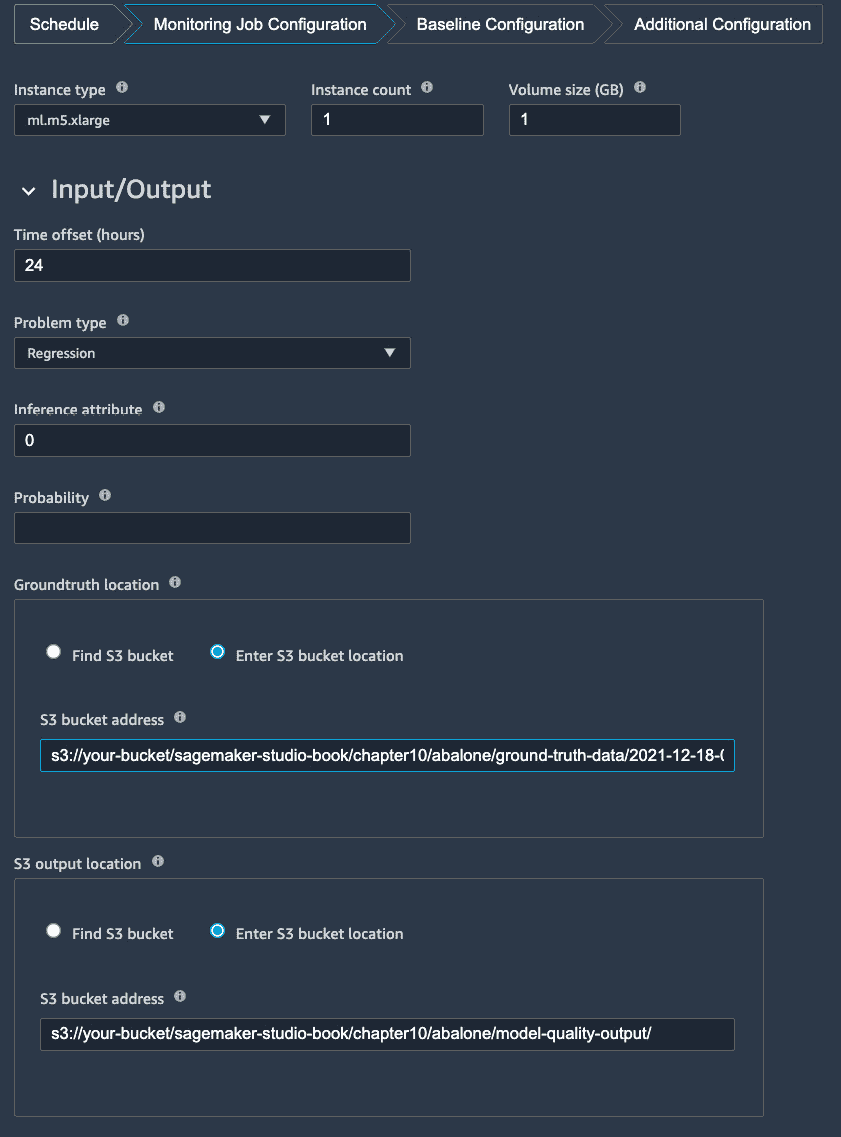 Schedule Monitoring Job Configuration Baseline Configuration Additional Configuration
Instance type Instance count Volume size (GB)
ml.m5.xlarge 1 1
Input/Output
Time offset (hours)
24
Problem type
Regression
Inference attribute
0
Probability
Groundtruth location
Find S3 bucket Enter S3 bucket location
S3 bucket address
s3://your-bucket/sagemaker-studio-book/chapter10/abalone/ground-truth-data/2021-12-18-
S3 output location
Find S3 bucket Enter S3 bucket location
S3 bucket address
s3://your-bucket/sagemaker-studio-book/chapter10/abalone/model-quality-output/